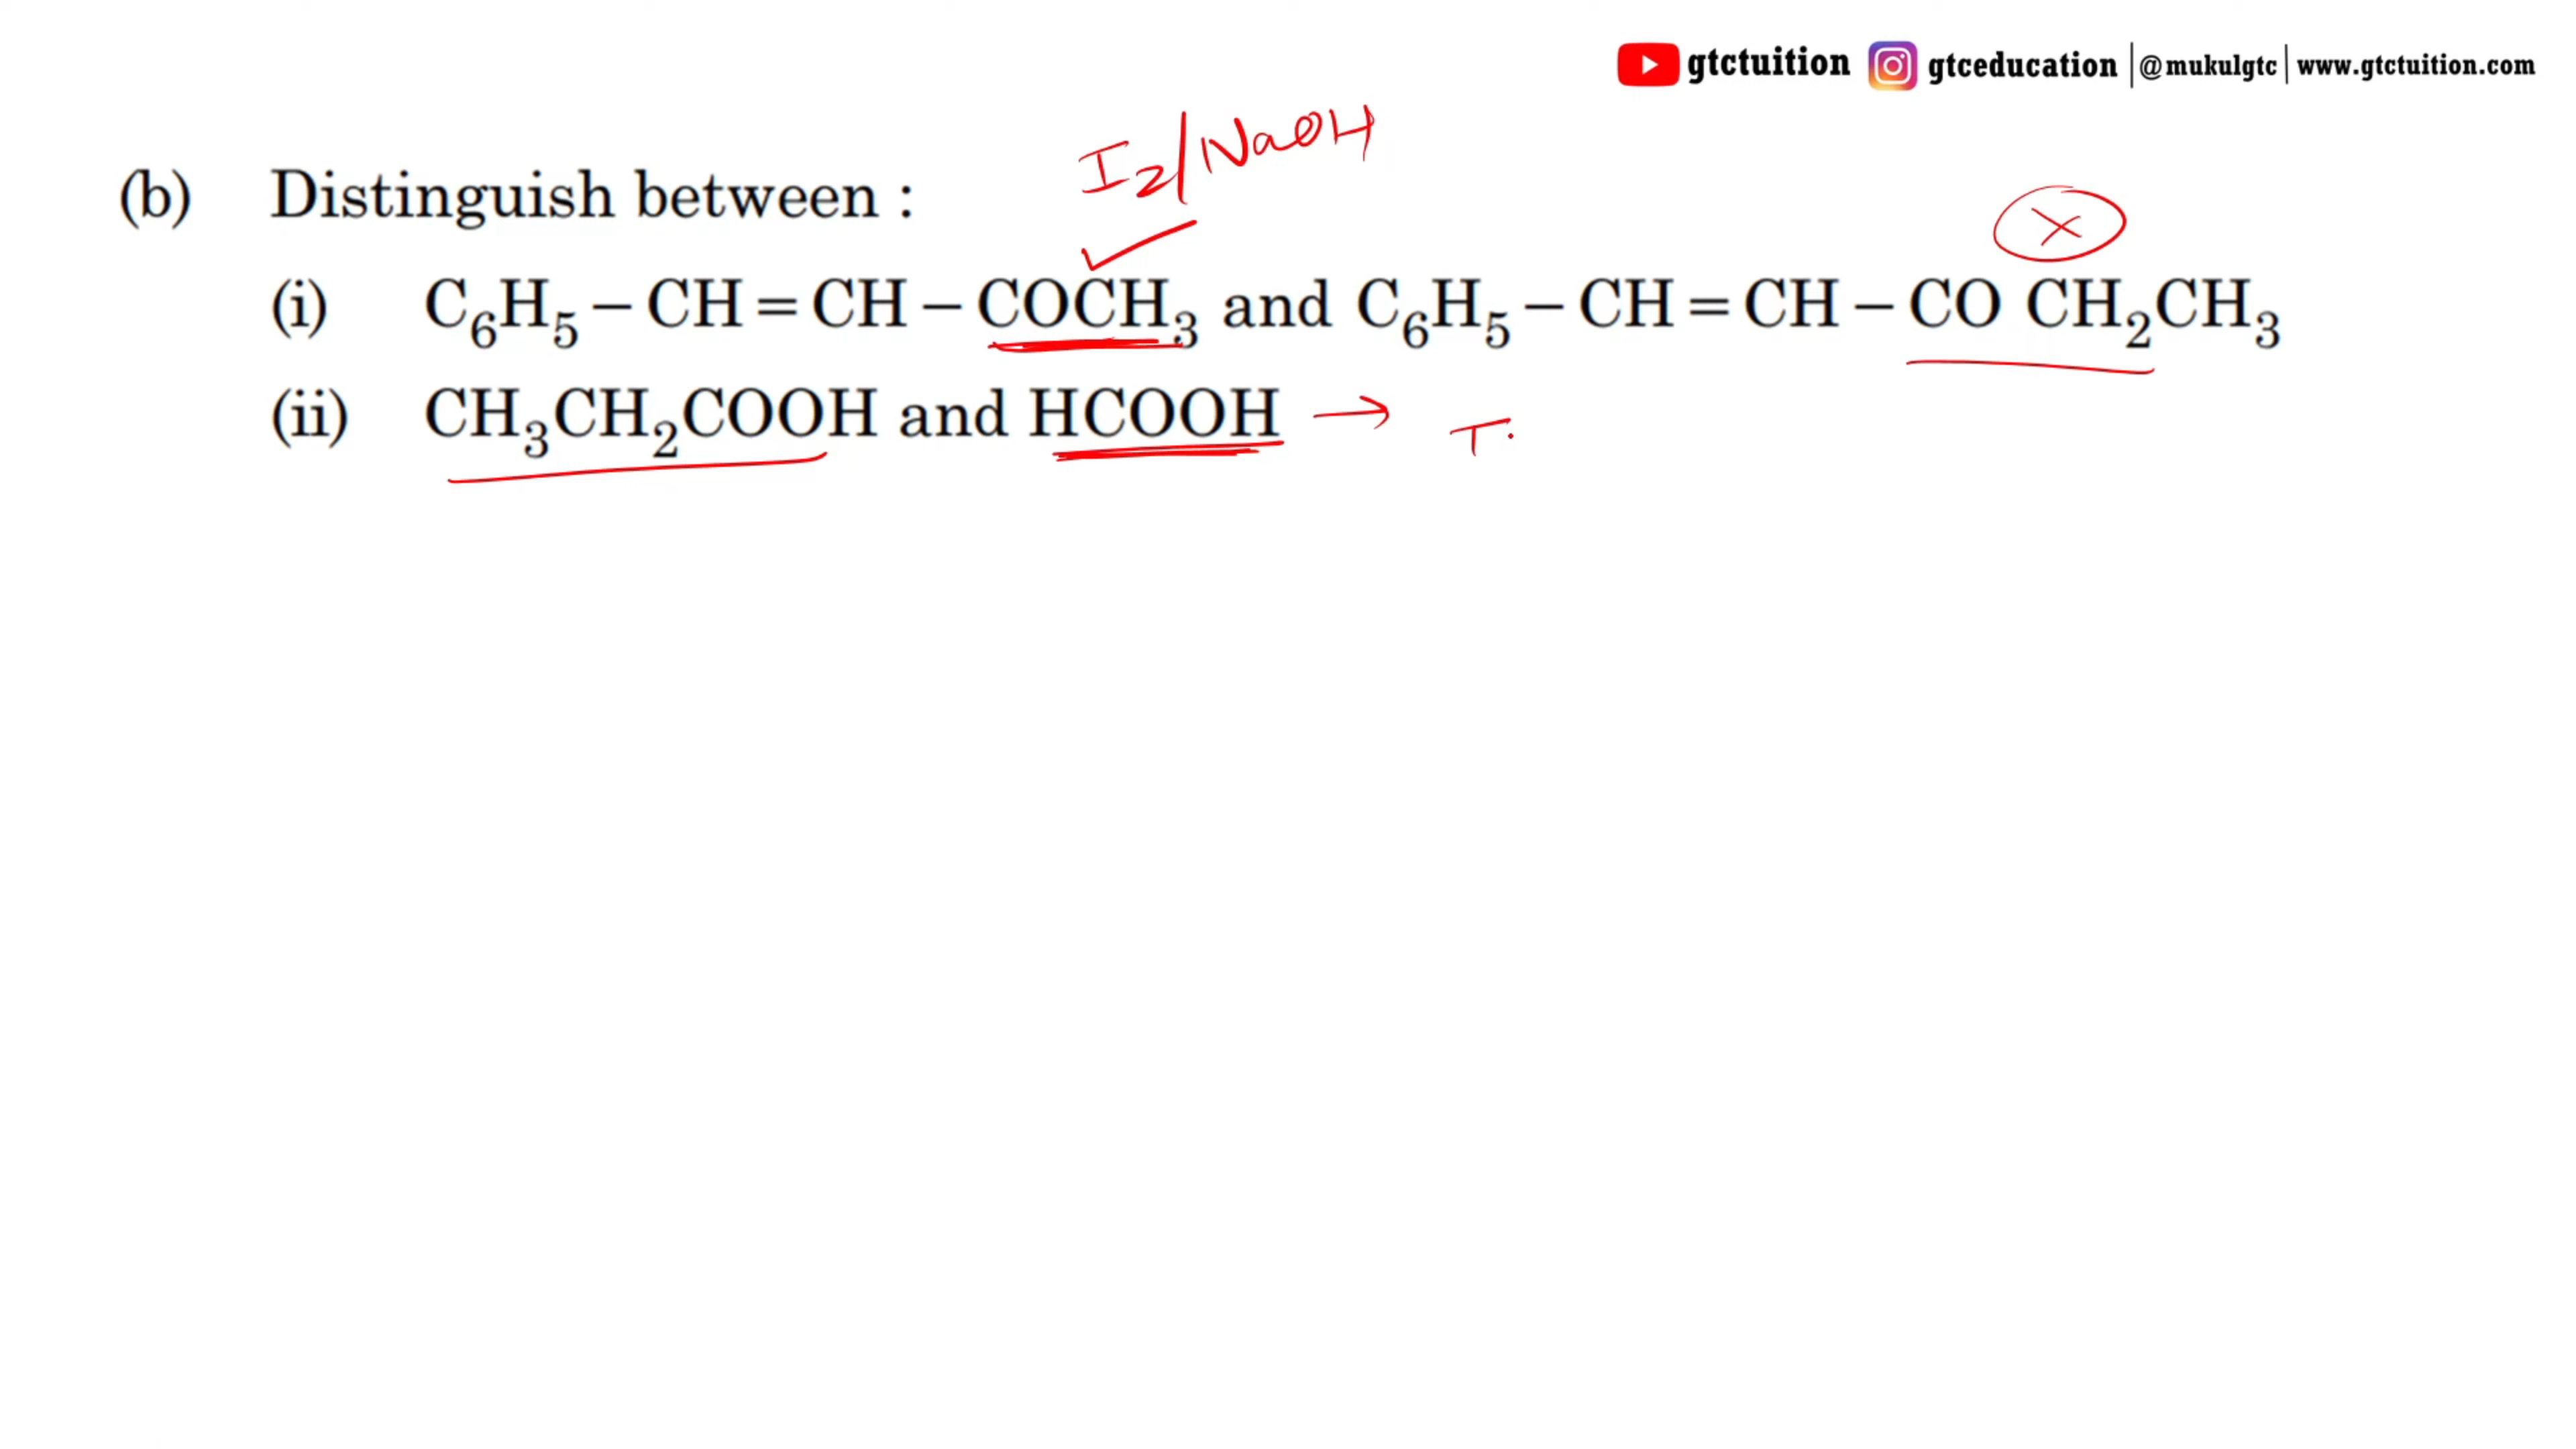 gtctuition gtceducation | @mukulgtc | www.gtctuition.com
I₂/NaOH
(b) Distinguish between :
(i) C₆H₅ – CH = CH – COCH₃ and C₆H₅ – CH = CH – CO CH₂CH₃
(ii) CH₃CH₂COOH and HCOOH → T.